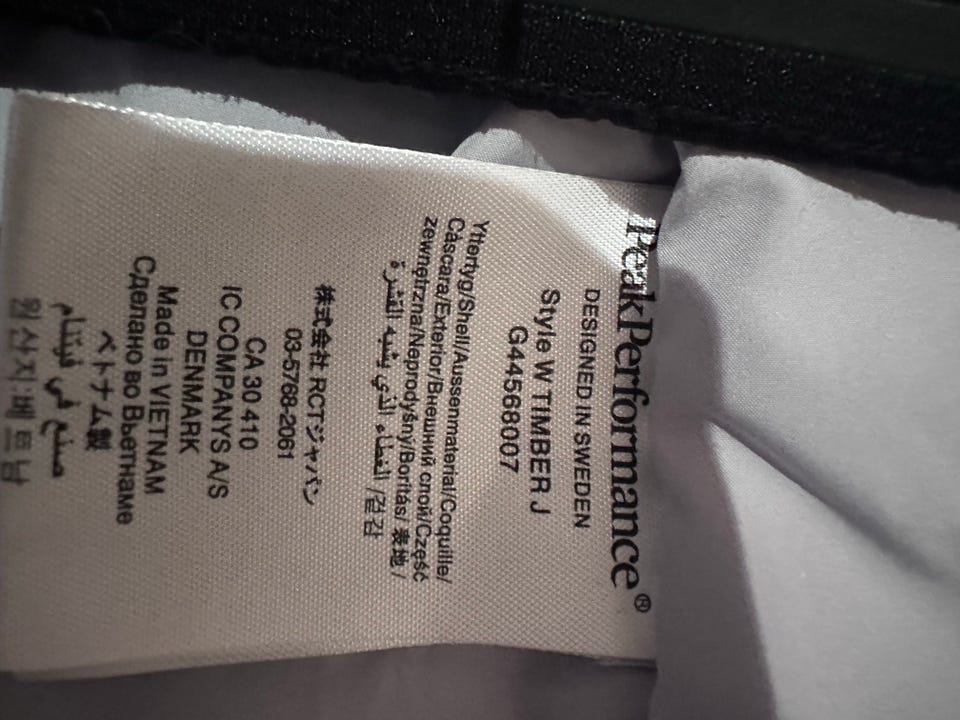 PeakPerformance®
DESIGNED IN SWEDEN
Style W TIMBER J
G44568007
Yttertyg/Shell/Aussenmaterial/Coquille/
Cáscara/Exterior/Внешний слой/Część
zewnętrzna/Neprodyšný/Borítás/ 表地 /
الغطاء الذي يشبه القشرة /겉감
株式会社 RCTジャパン
03-5768-2061
CA 30 410
IC COMPANYS A/S
DENMARK
Made in VIETNAM
Сделано во Вьетнаме
ベトナム製
صنع في فيتنام
원산지:베트남